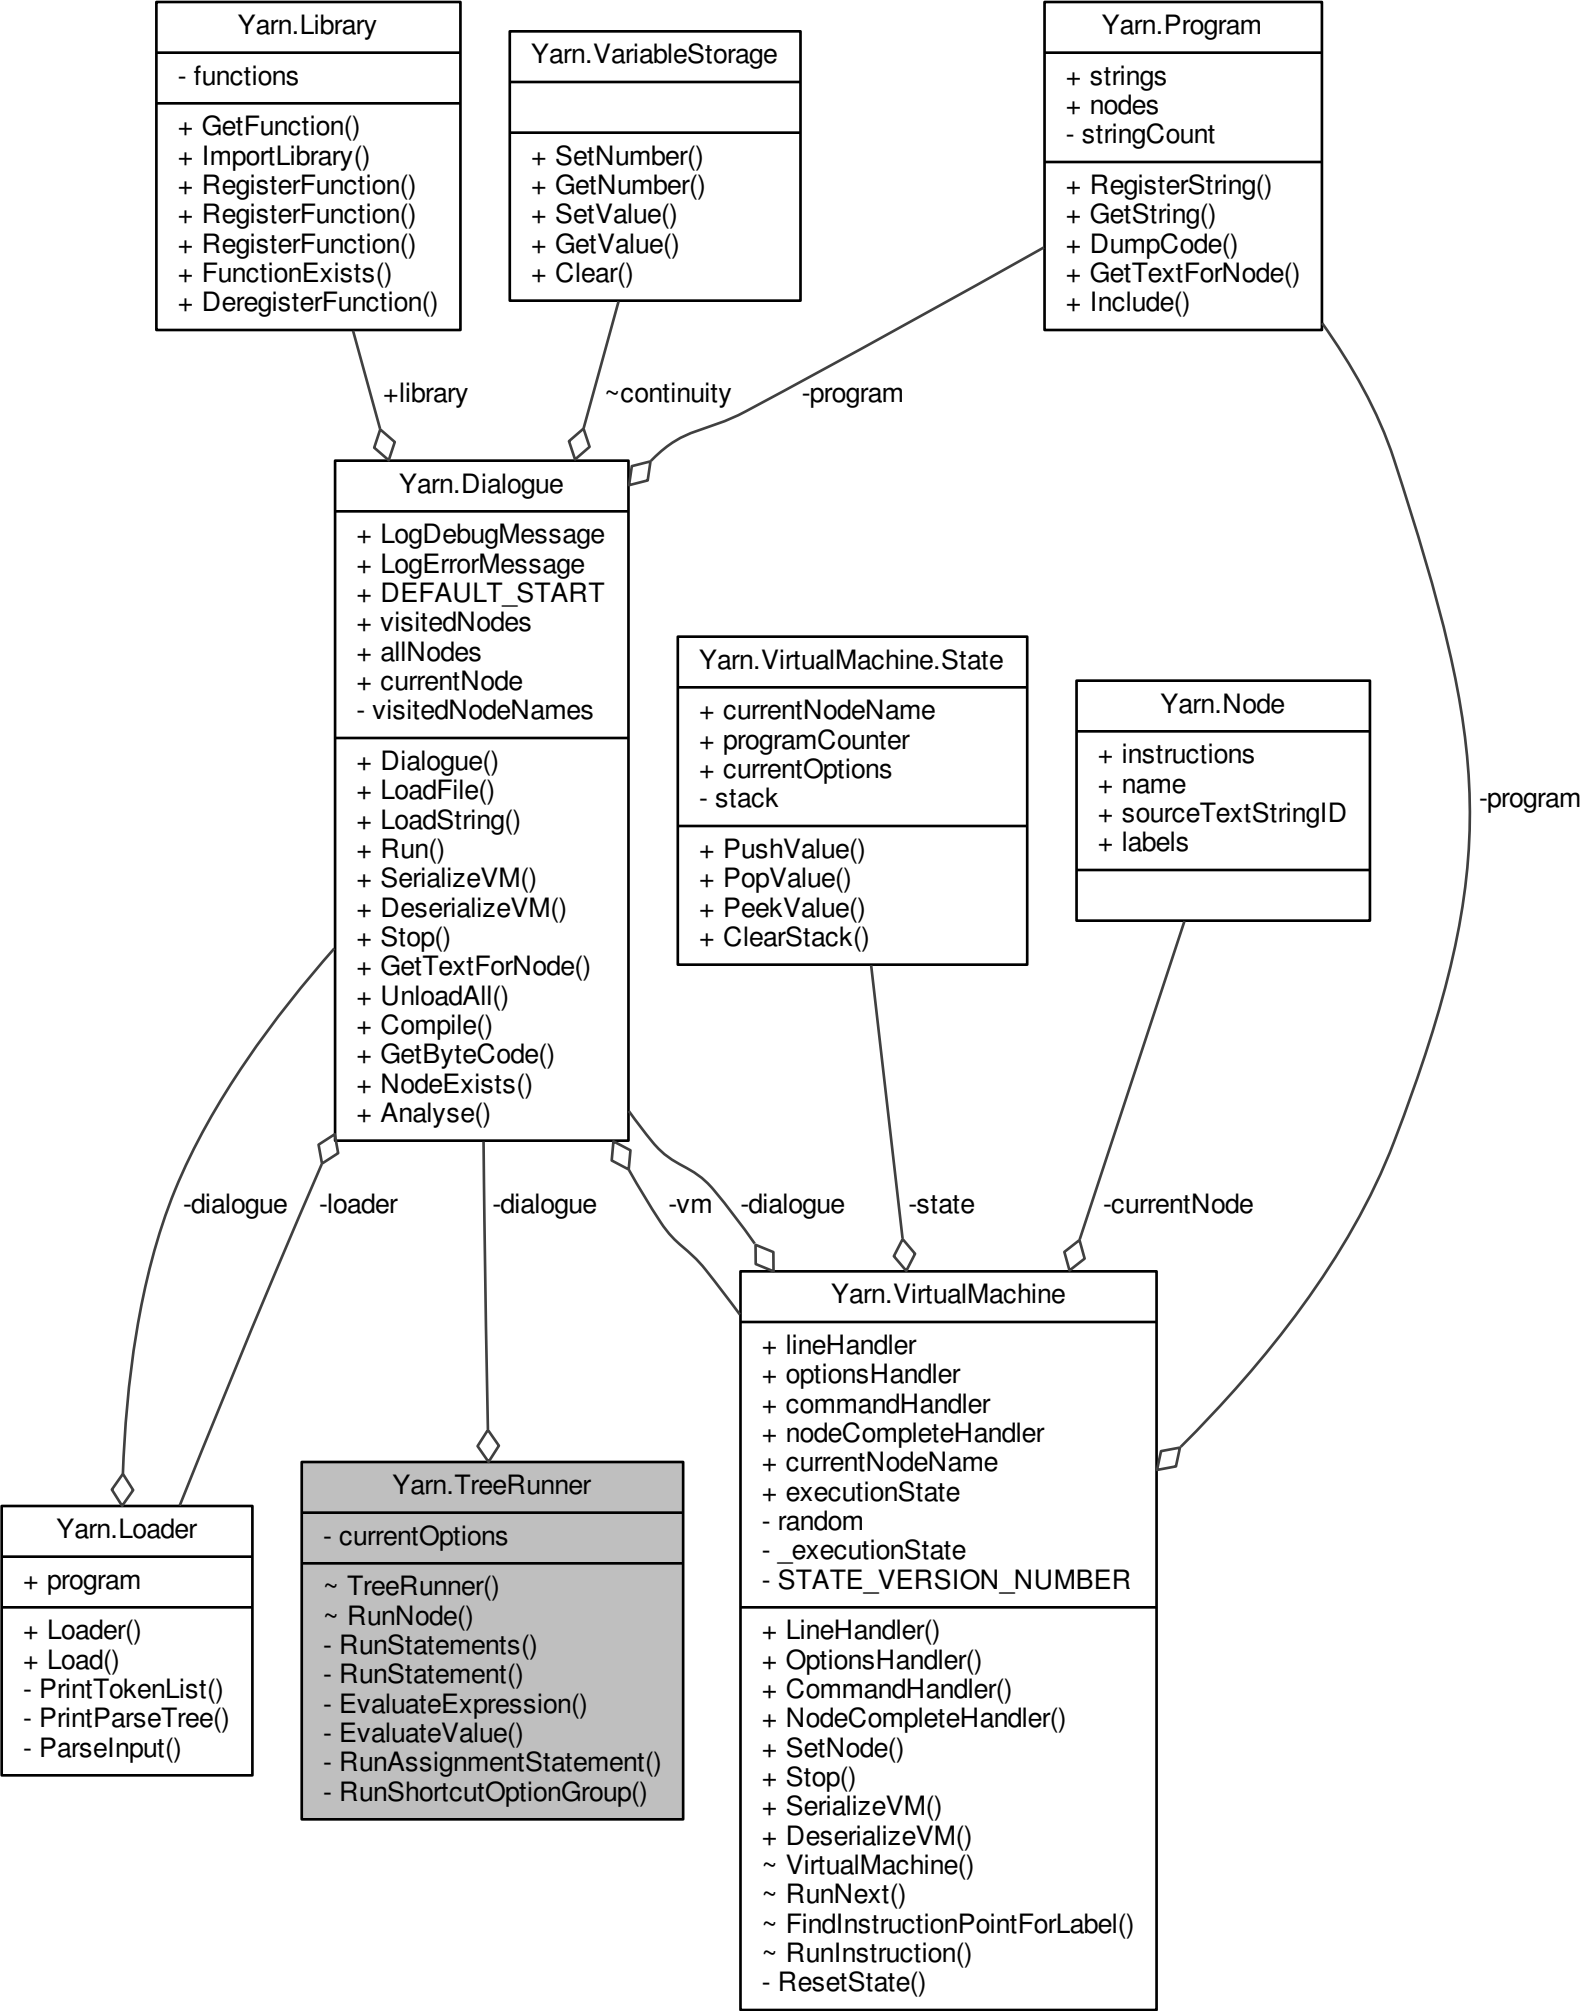 Yarn.Library
- functions
+ GetFunction()
+ ImportLibrary()
+ RegisterFunction()
+ RegisterFunction()
+ RegisterFunction()
+ FunctionExists()
+ DeregisterFunction()
Yarn.VariableStorage
+ SetNumber()
+ GetNumber()
+ SetValue()
+ GetValue()
+ Clear()
Yarn.Program
+ strings
+ nodes
- stringCount
+ RegisterString()
+ GetString()
+ DumpCode()
+ GetTextForNode()
+ Include()
+library
~continuity
-program
Yarn.Dialogue
+ LogDebugMessage
+ LogErrorMessage
+ DEFAULT_START
+ visitedNodes
+ allNodes
+ currentNode
- visitedNodeNames
+ Dialogue()
+ LoadFile()
+ LoadString()
+ Run()
+ SerializeVM()
+ DeserializeVM()
+ Stop()
+ GetTextForNode()
+ UnloadAll()
+ Compile()
+ GetByteCode()
+ NodeExists()
+ Analyse()
Yarn.VirtualMachine.State
+ currentNodeName
+ programCounter
+ currentOptions
- stack
+ PushValue()
+ PopValue()
+ PeekValue()
+ ClearStack()
Yarn.Node
+ instructions
+ name
+ sourceTextStringID
+ labels
-program
-dialogue
-loader
-dialogue
-vm
-dialogue
-state
-currentNode
Yarn.Loader
+ program
+ Loader()
+ Load()
- PrintTokenList()
- PrintParseTree()
- ParseInput()
Yarn.TreeRunner
- currentOptions
~ TreeRunner()
~ RunNode()
- RunStatements()
- RunStatement()
- EvaluateExpression()
- EvaluateValue()
- RunAssignmentStatement()
- RunShortcutOptionGroup()
Yarn.VirtualMachine
+ lineHandler
+ optionsHandler
+ commandHandler
+ nodeCompleteHandler
+ currentNodeName
+ executionState
- random
- _executionState
- STATE_VERSION_NUMBER
+ LineHandler()
+ OptionsHandler()
+ CommandHandler()
+ NodeCompleteHandler()
+ SetNode()
+ Stop()
+ SerializeVM()
+ DeserializeVM()
~ VirtualMachine()
~ RunNext()
~ FindInstructionPointForLabel()
~ RunInstruction()
- ResetState()